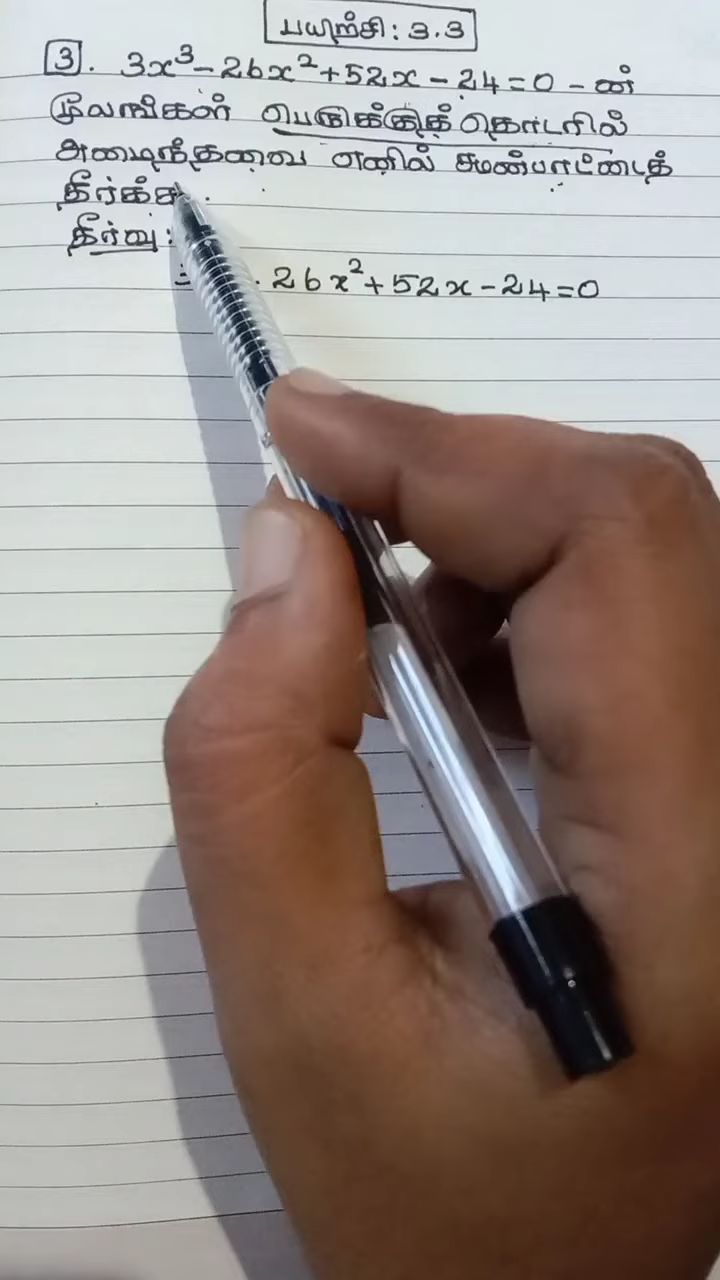 பயிற்சி: 3.3
3. 3x³-26x²+52x-24=0 -ன்
மூலங்கள் பெருக்குத் தொடரில்
அமைந்தவை எனில் சமன்பாட்டைத்
தீர்க்க.
தீர்வு:
26x²+52x-24=0